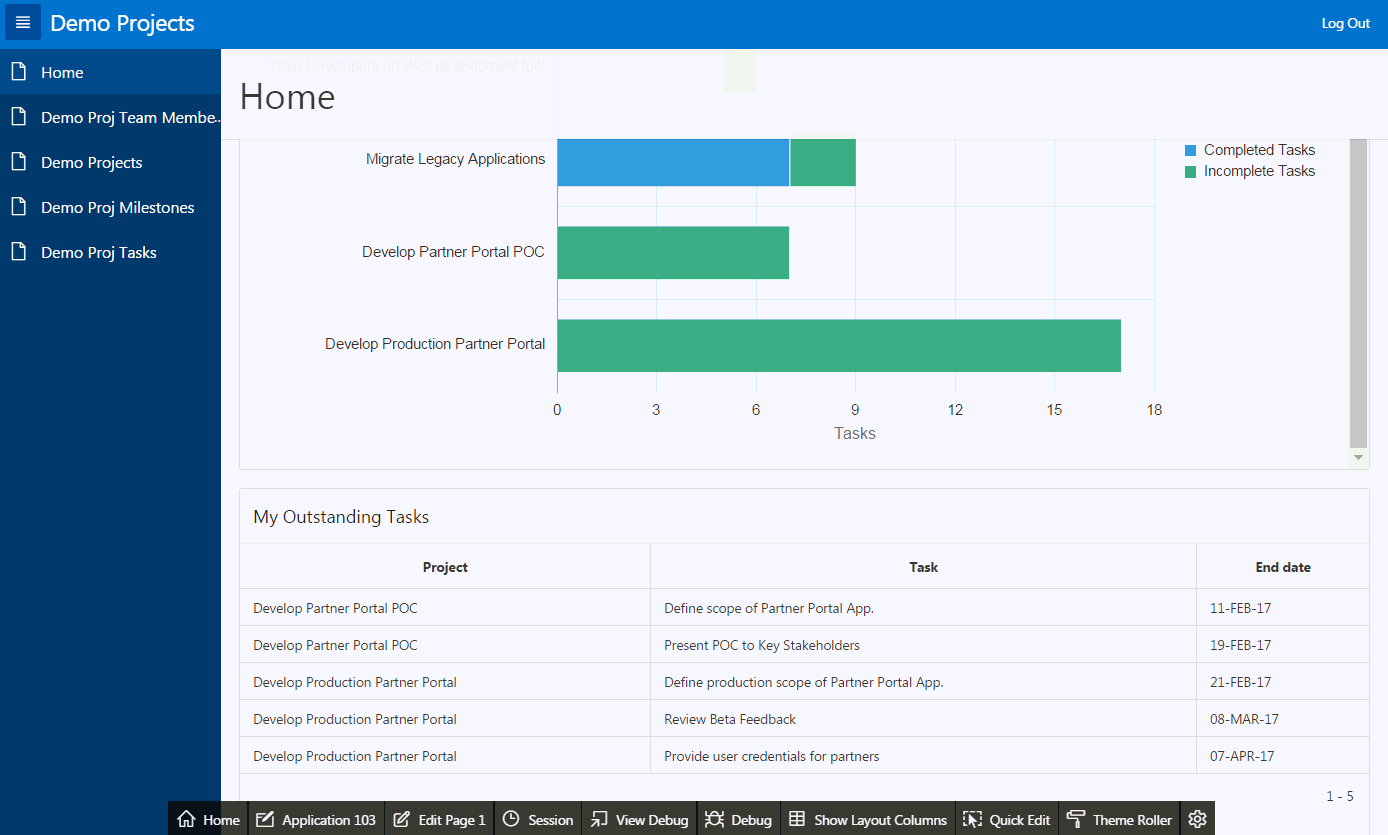 Demo Projects
Log Out
Home
Demo Proj Team Membe..
Demo Projects
Demo Proj Milestones
Demo Proj Tasks
Train Developers on Web development tool
Home
Migrate Legacy Applications
Completed Tasks
Incomplete Tasks
Develop Partner Portal POC
Develop Production Partner Portal
0 3 6 9 12 15 18
Tasks
My Outstanding Tasks
Project Task End date
Develop Partner Portal POC Define scope of Partner Portal App. 11-FEB-17
Develop Partner Portal POC Present POC to Key Stakeholders 19-FEB-17
Develop Production Partner Portal Define production scope of Partner Portal App. 21-FEB-17
Develop Production Partner Portal Review Beta Feedback 08-MAR-17
Develop Production Partner Portal Provide user credentials for partners 07-APR-17
1 - 5
Home Application 103 Edit Page 1 Session View Debug Debug Show Layout Columns Quick Edit Theme Roller